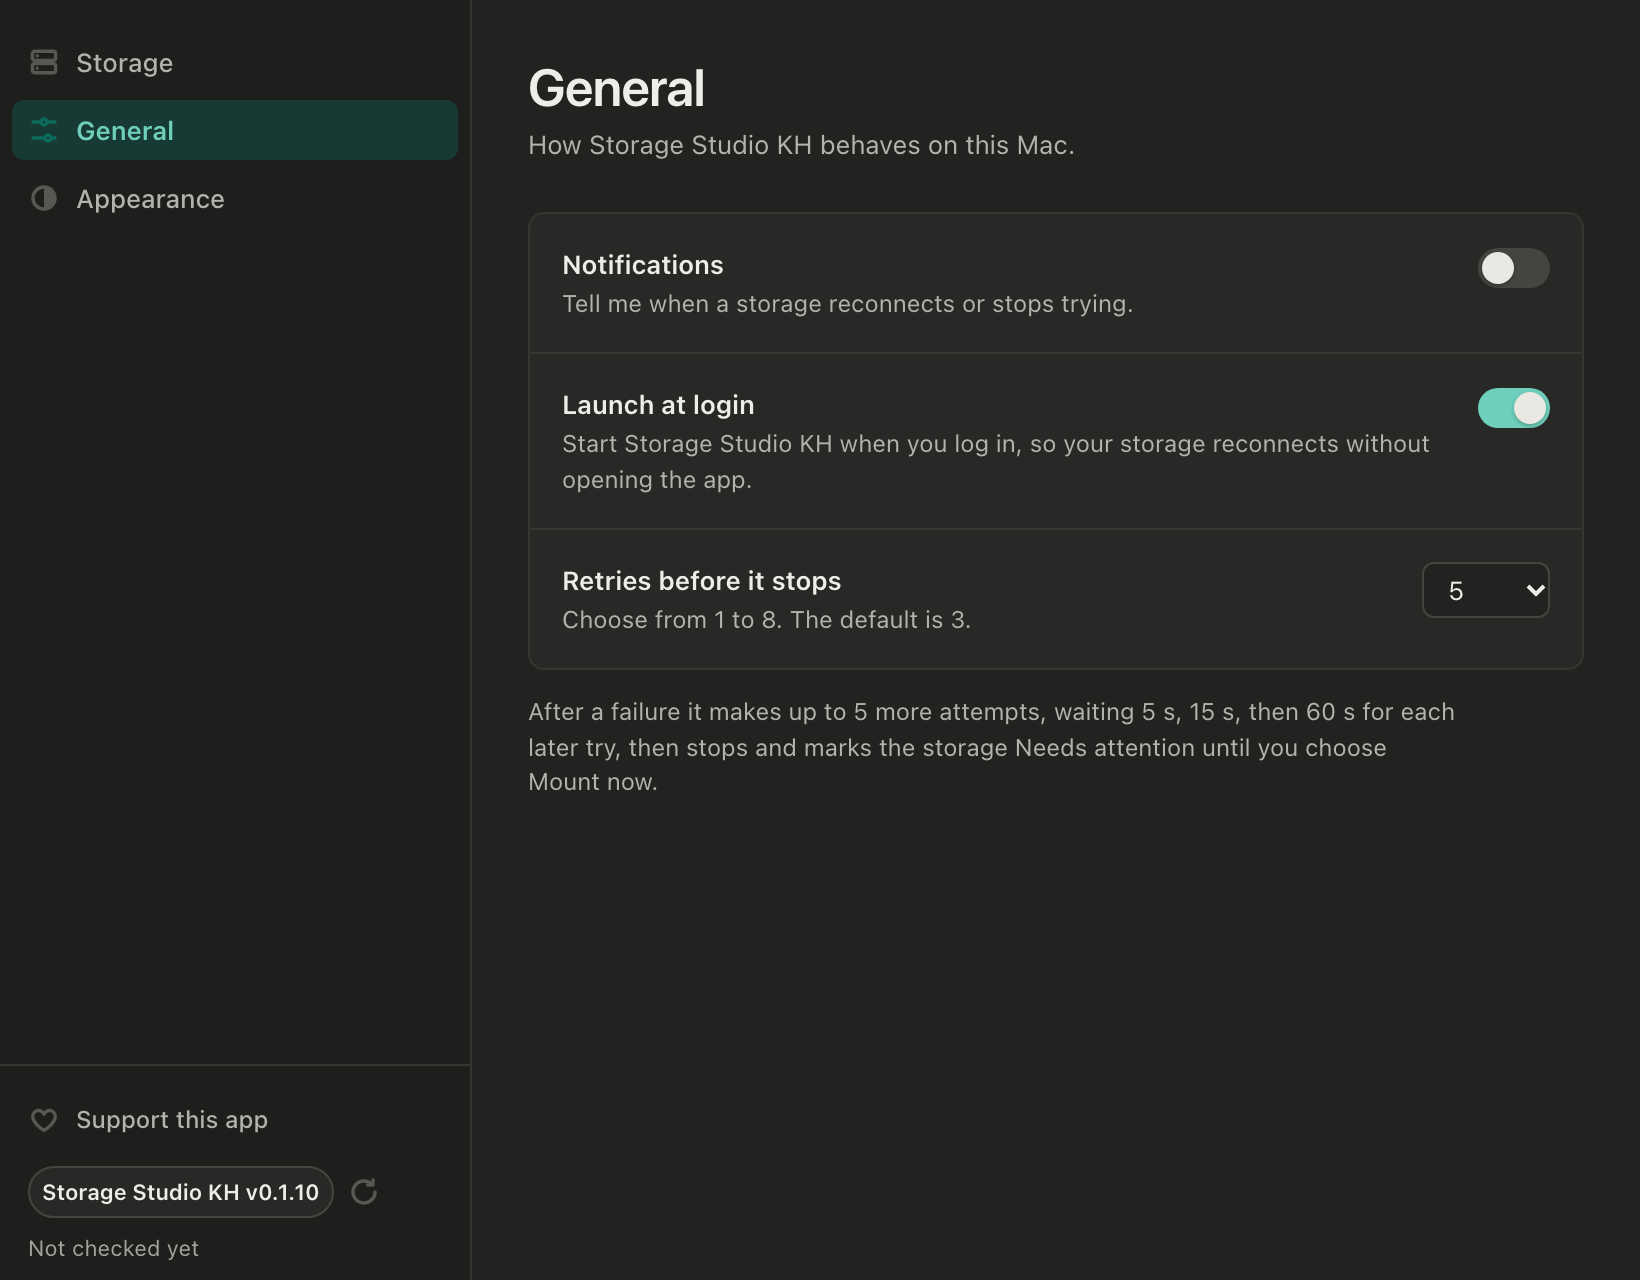 Storage
General
Appearance
General
How Storage Studio KH behaves on this Mac.
Notifications
Tell me when a storage reconnects or stops trying.
Launch at login
Start Storage Studio KH when you log in, so your storage reconnects without
opening the app.
Retries before it stops
Choose from 1 to 8. The default is 3.
5
After a failure it makes up to 5 more attempts, waiting 5 s, 15 s, then 60 s for each
later try, then stops and marks the storage Needs attention until you choose
Mount now.
Support this app
Storage Studio KH v0.1.10
Not checked yet